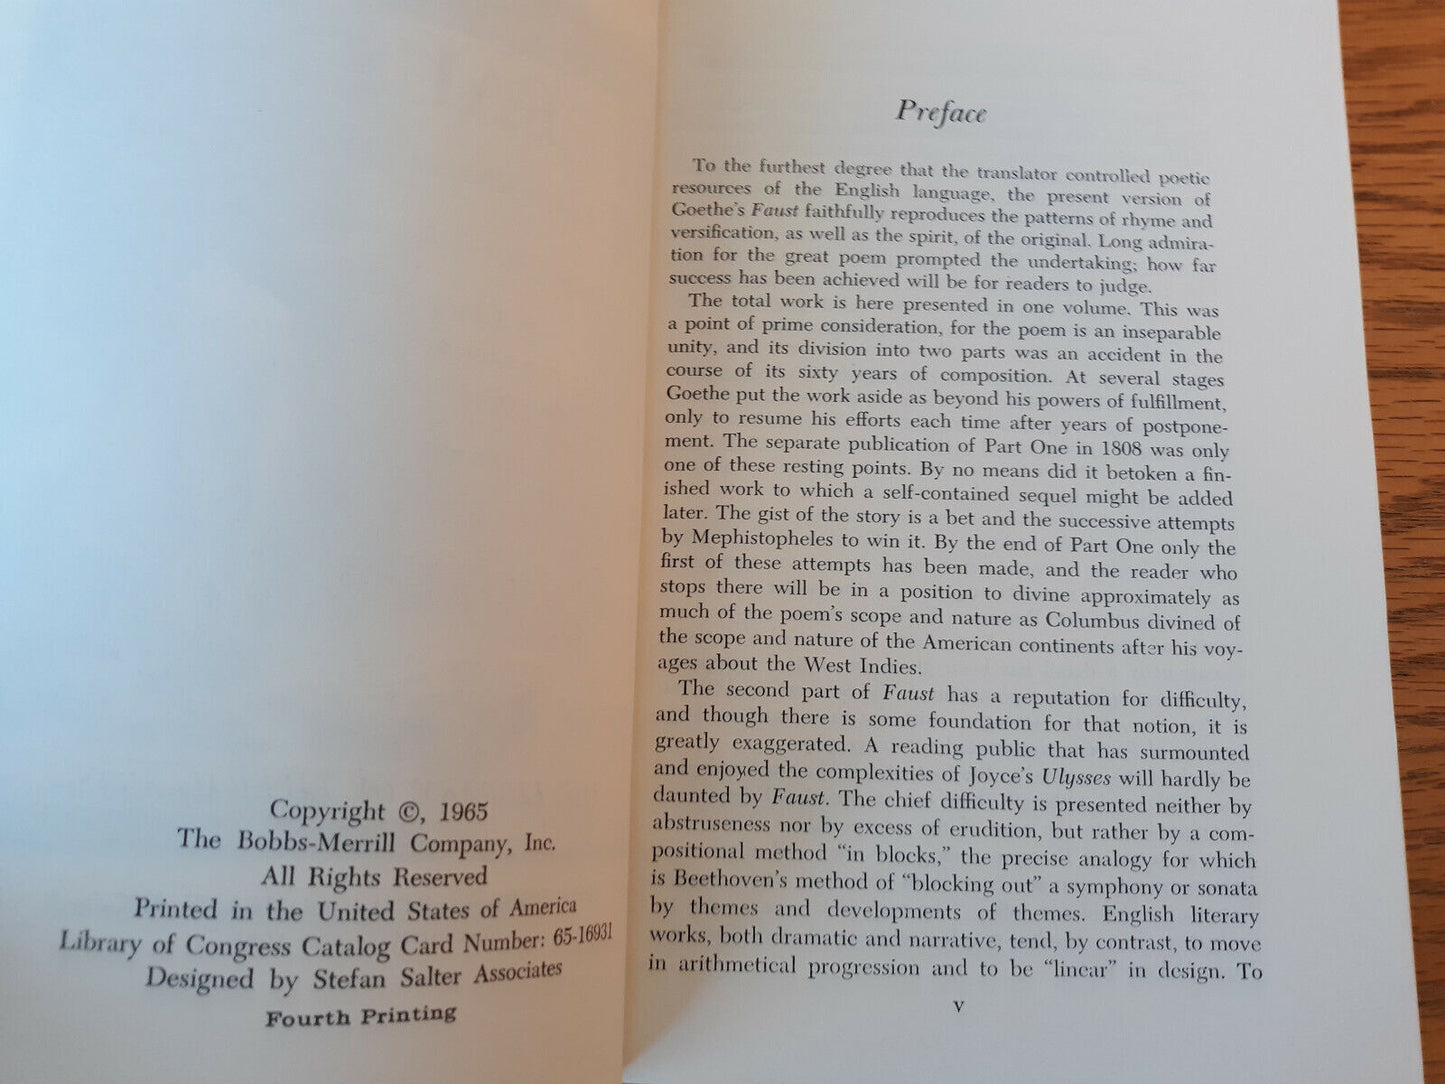 Copyright ©, 1965
The Bobbs-Merrill Company, Inc.
All Rights Reserved
Printed in the United States of America
Library of Congress Catalog Card Number: 65-16931
Designed by Stefan Salter Associates
Fourth Printing
Preface
To the furthest degree that the translator controlled poetic
resources of the English language, the present version of
Goethe's Faust faithfully reproduces the patterns of rhyme and
versification, as well as the spirit, of the original. Long admira-
tion for the great poem prompted the undertaking; how far
success has been achieved will be for readers to judge.
The total work is here presented in one volume. This was
a point of prime consideration, for the poem is an inseparable
unity, and its division into two parts was an accident in the
course of its sixty years of composition. At several stages
Goethe put the work aside as beyond his powers of fulfillment,
only to resume his efforts each time after years of postpone-
ment. The separate publication of Part One in 1808 was only
one of these resting points. By no means did it betoken a fin-
ished work to which a self-contained sequel might be added
later. The gist of the story is a bet and the successive attempts
by Mephistopheles to win it. By the end of Part One only the
first of these attempts has been made, and the reader who
stops there will be in a position to divine approximately as
much of the poem's scope and nature as Columbus divined of
the scope and nature of the American continents after his voy-
ages about the West Indies.
The second part of Faust has a reputation for difficulty,
and though there is some foundation for that notion, it is
greatly exaggerated. A reading public that has surmounted
and enjoyed the complexities of Joyce's Ulysses will hardly be
daunted by Faust. The chief difficulty is presented neither by
abstruseness nor by excess of erudition, but rather by a com-
positional method "in blocks," the precise analogy for which
is Beethoven's method of "blocking out" a symphony or sonata
by themes and developments of themes. English literary
works, both dramatic and narrative, tend, by contrast, to move
in arithmetical progression and to be "linear" in design. To
v